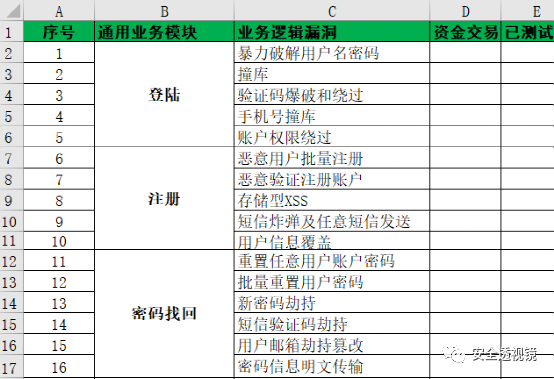 A B C D E
1 序号 通用业务模块 业务逻辑漏洞 资金交易 已测试
2 1 暴力破解用户名密码
3 2 撞库
4 3 登陆 验证码爆破和绕过
5 4 手机号撞库
6 5 账户权限绕过
7 6 恶意用户批量注册
8 7 恶意验证注册账户
9 8 注册 存储型XSS
10 9 短信炸弹及任意短信发送
11 10 用户信息覆盖
12 11 重置任意用户账户密码
13 12 批量重置用户密码
14 13 密码找回 新密码劫持
15 14 短信验证码劫持
16 15 用户邮箱劫持篡改
17 16 密码信息明文传输
安全透视镜